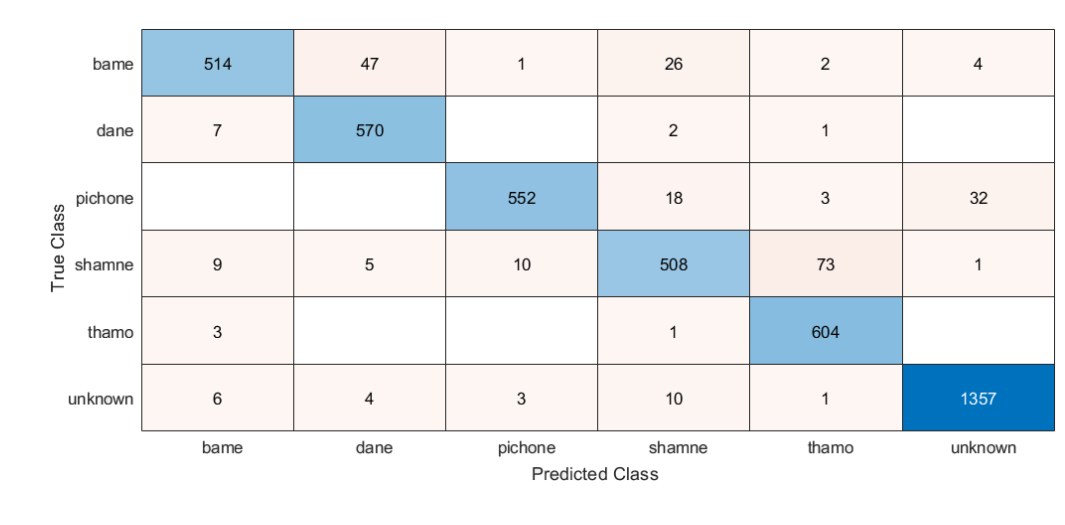 bame 514 47 1 26 2 4
dane 7 570 2 1
pichone 552 18 3 32
shamne 9 5 10 508 73 1
thamo 3 1 604
unknown 6 4 3 10 1 1357
True Class
bame dane pichone shamne thamo unknown
Predicted Class